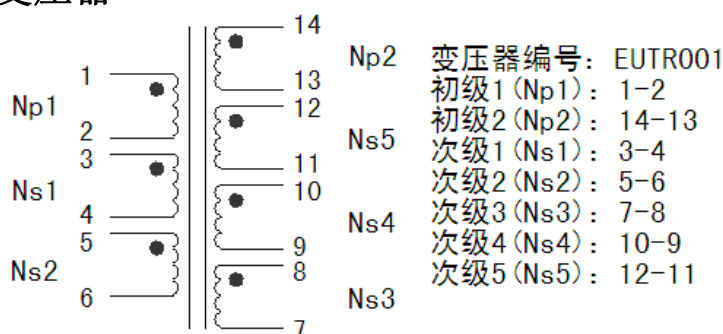 变压器
14
1
Np2
13
Np1
2
12
3
Ns5
11
Ns1
10
4
Ns4
5
9
Ns2
8
6
Ns3
7
变压器编号：EUTR001
初级1(Np1)：1-2
初级2(Np2)：14-13
次级1(Ns1)：3-4
次级2(Ns2)：5-6
次级3(Ns3)：7-8
次级4(Ns4)：10-9
次级5(Ns5)：12-11